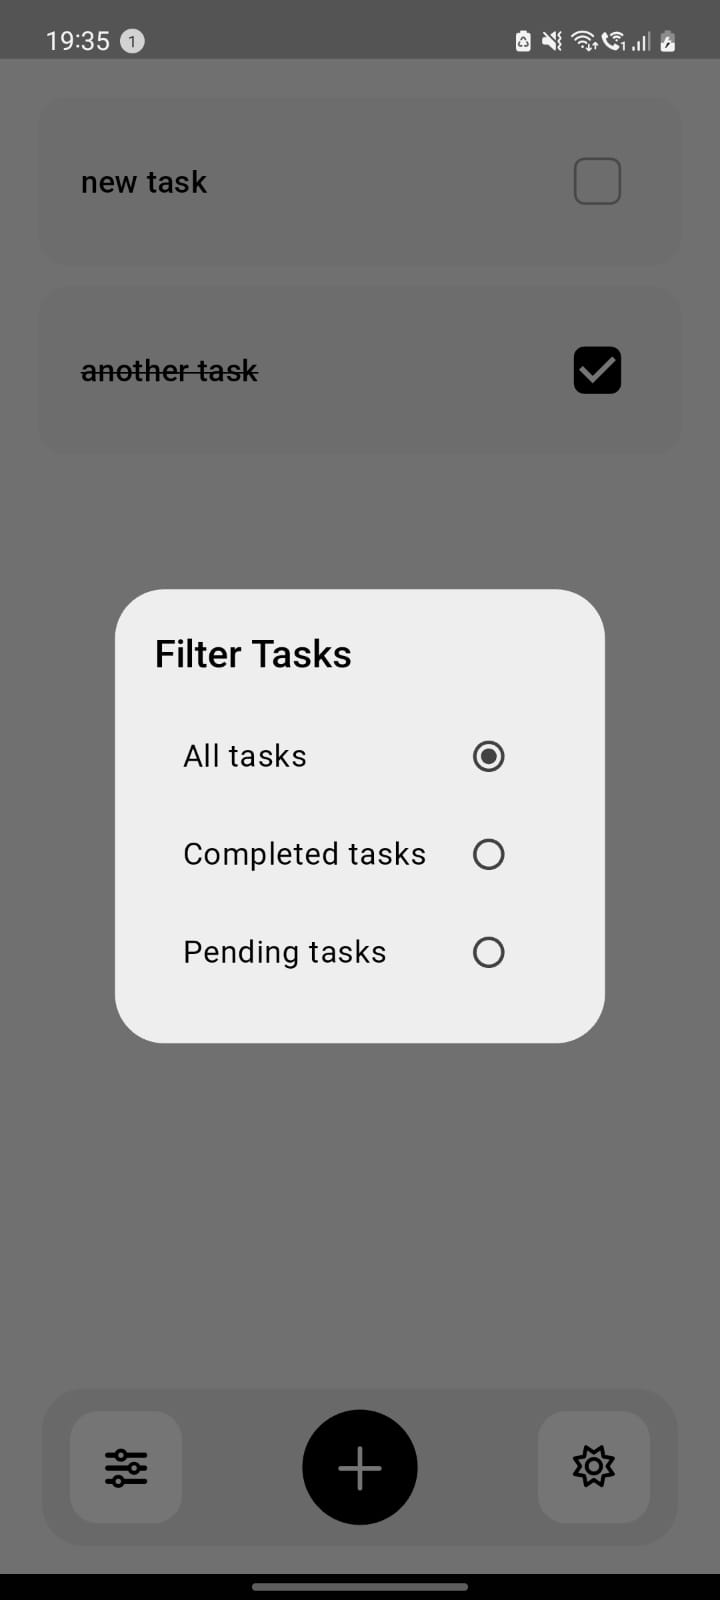 19:35 1
new task
another task
Filter Tasks
All tasks
Completed tasks
Pending tasks